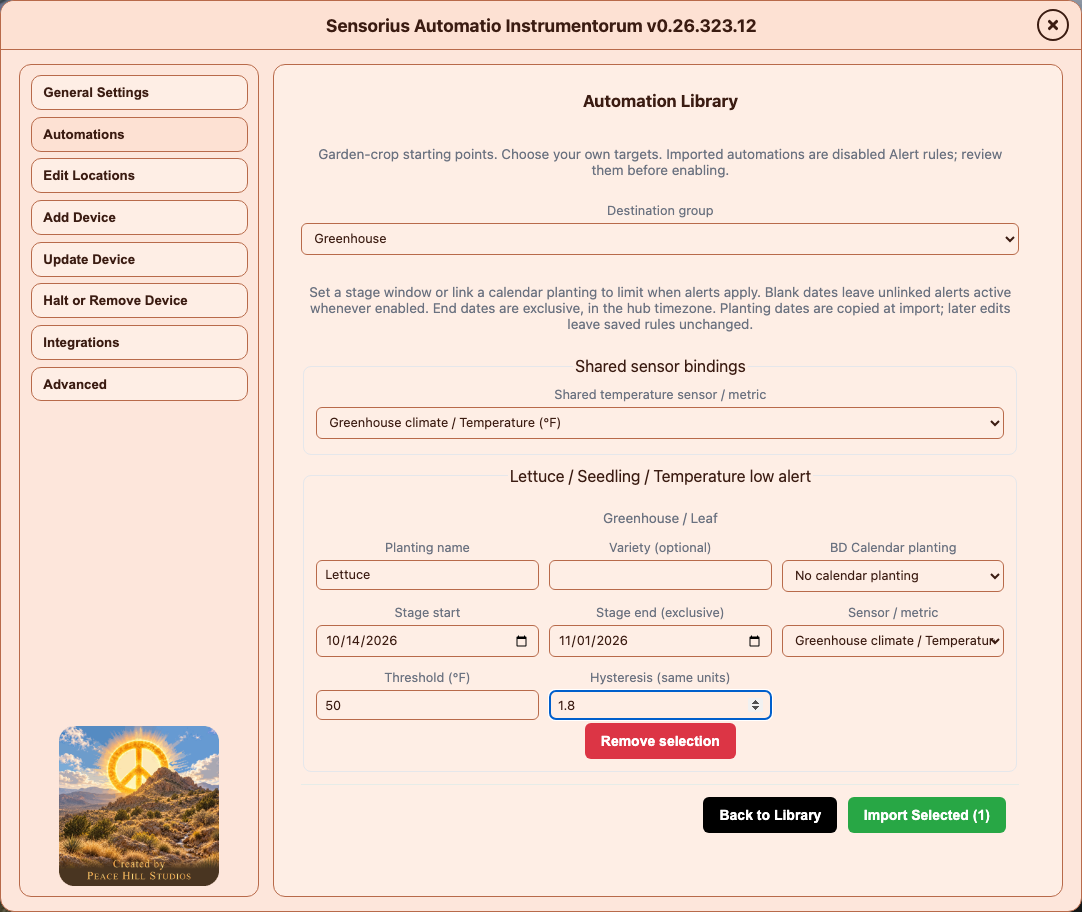 Sensorius Automatio Instrumentorum v0.26.323.12
General Settings
Automations
Edit Locations
Add Device
Update Device
Halt or Remove Device
Integrations
Advanced
Created by
Peace Hill Studios
Automation Library
Garden-crop starting points. Choose your own targets. Imported automations are disabled Alert rules; review
them before enabling.
Destination group
Greenhouse
Set a stage window or link a calendar planting to limit when alerts apply. Blank dates leave unlinked alerts active
whenever enabled. End dates are exclusive, in the hub timezone. Planting dates are copied at import; later edits
leave saved rules unchanged.
Shared sensor bindings
Shared temperature sensor / metric
Greenhouse climate / Temperature (°F)
Lettuce / Seedling / Temperature low alert
Greenhouse / Leaf
Planting name
Variety (optional)
BD Calendar planting
Lettuce
No calendar planting
Stage start
Stage end (exclusive)
Sensor / metric
10/14/2026
11/01/2026
Greenhouse climate / Temperatur
Threshold (°F)
Hysteresis (same units)
50
1.8
Remove selection
Back to Library
Import Selected (1)